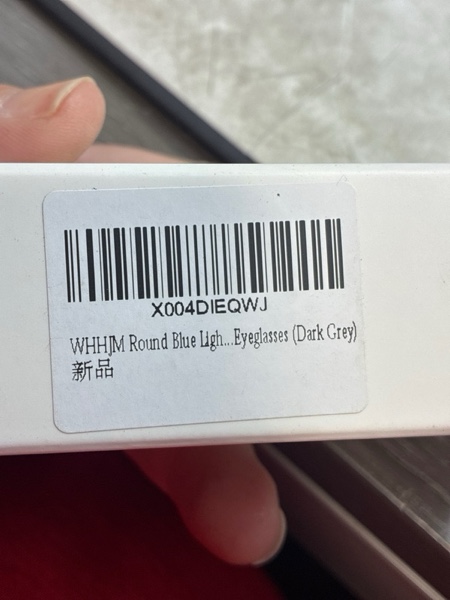 X004DIEQWJ
WHHJM Round Blue Ligh...Eyeglasses (Dark Grey)
新品